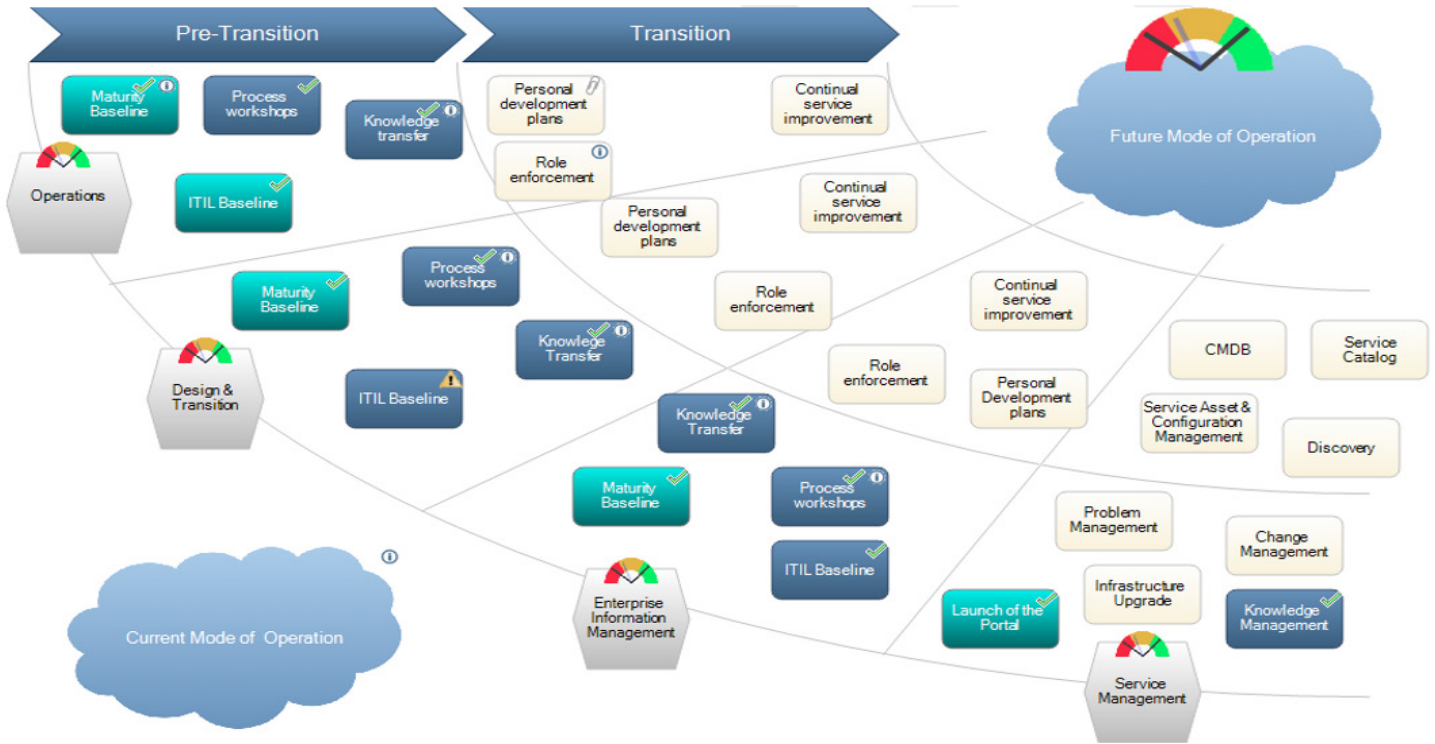 Pre-Transition
Transition
Maturity
Baseline
Process
workshops
Knowledge
transfer
Personal
development
plans
Continual
service
improvement
Future Mode of Operation
Operations
ITIL Baseline
Role
enforcement
Personal
development
plans
Continual
service
improvement
Maturity
Baseline
Process
workshops
Role
enforcement
Continual
service
improvement
Design &
Transition
ITIL Baseline
Knowlege
Transfer
Role
enforcement
Personal
Development
plans
CMDB
Service
Catalog
Service Asset &
Configuration
Management
Discovery
Knowledge
Transfer
Maturity
Baseline
Process
workshops
ITIL Baseline
Problem
Management
Change
Management
Enterprise
Information
Management
Infrastructure
Upgrade
Launch of the
Portal
Knowledge
Management
Current Mode of Operation
Service
Management